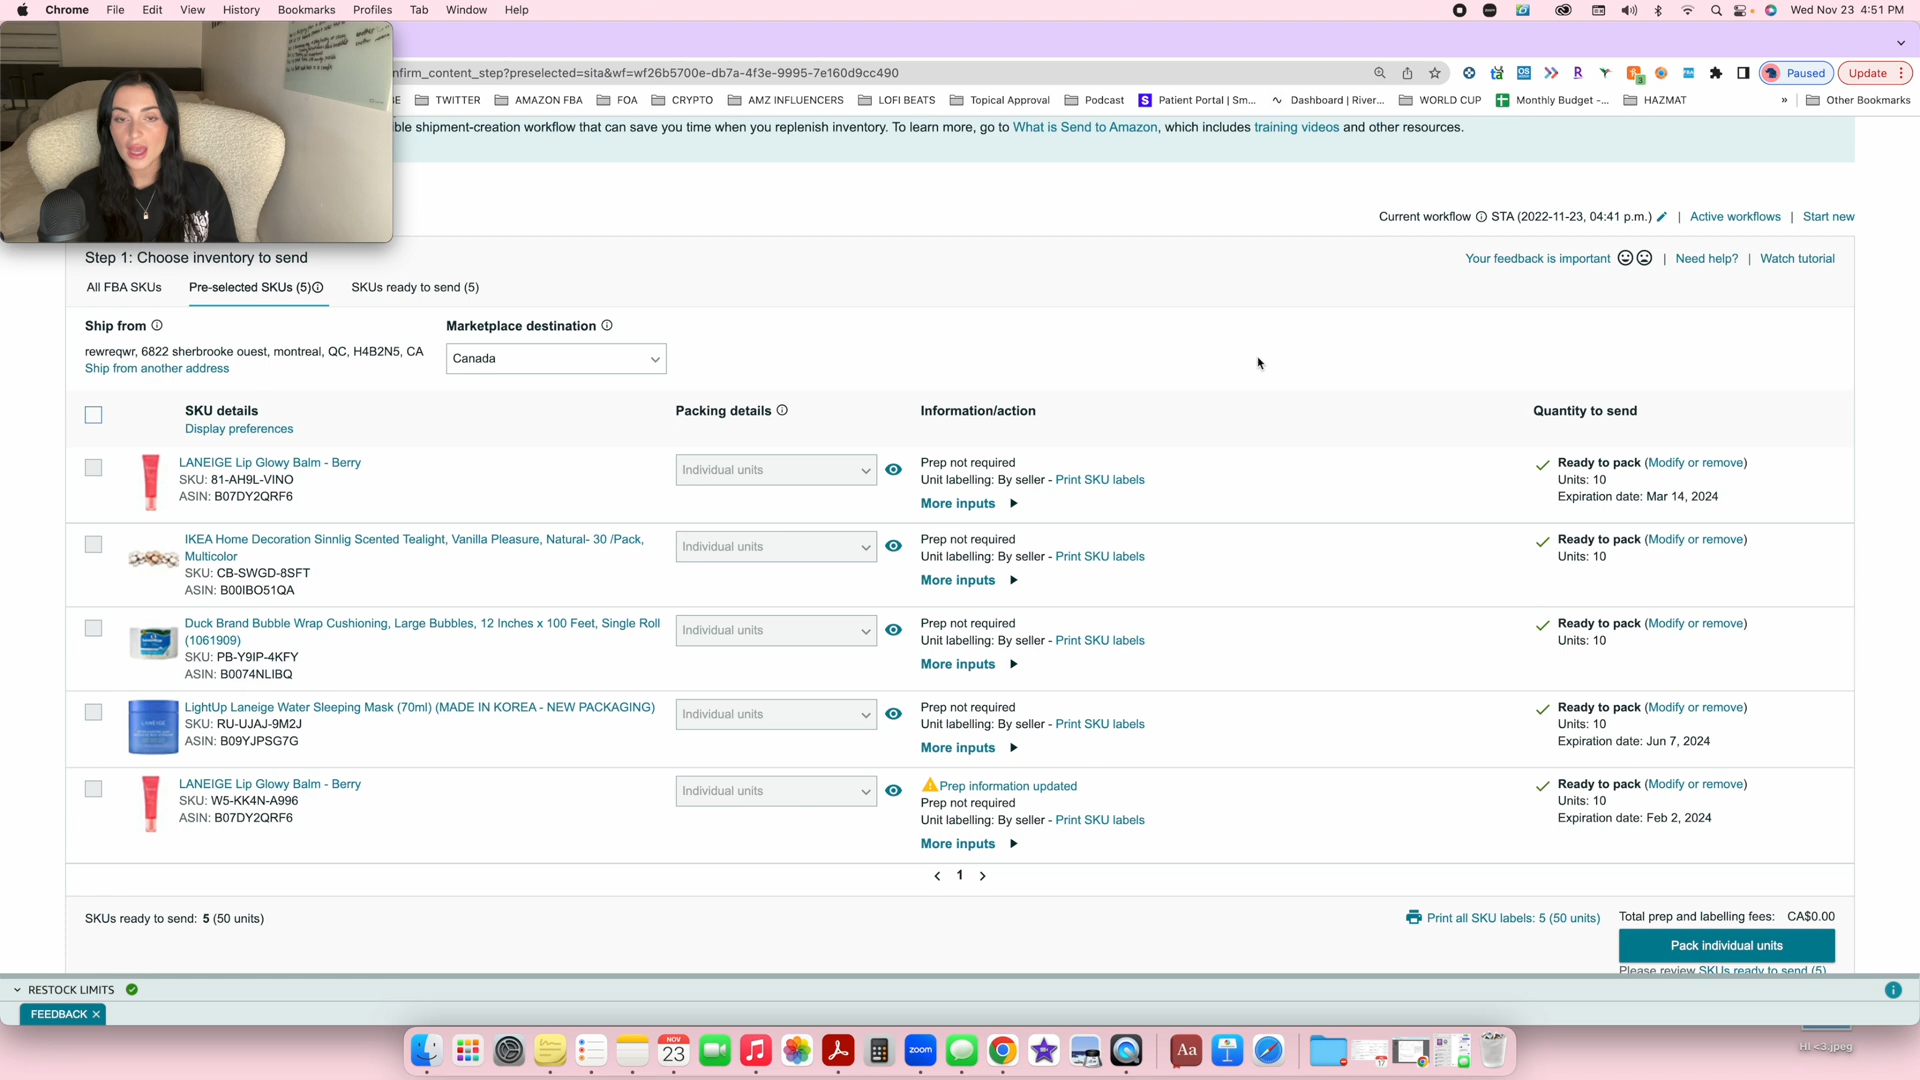 Chrome File Edit View History Bookmarks Profiles Tab Window Help Wed Nov 23 4:51 PM
nfirm_content_step?preselected=sita&wf=wf26b5700e-db7a-4f3e-9995-7e160d9cc490 Paused Update
BE TWITTER AMAZON FBA FOA CRYPTO AMZ INFLUENCERS LOFI BEATS Topical Approval Podcast Patient Portal | Sm... Dashboard | River... WORLD CUP Monthly Budget -... HAZMAT » Other Bookmarks
ble shipment-creation workflow that can save you time when you replenish inventory. To learn more, go to What is Send to Amazon, which includes training videos and other resources.
Current workflow STA (2022-11-23, 04:41 p.m.) | Active workflows | Start new
Step 1: Choose inventory to send
Your feedback is important | Need help? | Watch tutorial
All FBA SKUs Pre-selected SKUs (5) SKUs ready to send (5)
Ship from Marketplace destination
rewreqwr, 6822 sherbrooke ouest, montreal, QC, H4B2N5, CA
Ship from another address
Canada
SKU details Packing details Information/action Quantity to send
Display preferences
LANEIGE Lip Glowy Balm - Berry
SKU: 81-AH9L-VINO
ASIN: B07DY2QRF6
Individual units
Prep not required
Unit labelling: By seller - Print SKU labels
More inputs
Ready to pack (Modify or remove)
Units: 10
Expiration date: Mar 14, 2024
IKEA Home Decoration Sinnlig Scented Tealight, Vanilla Pleasure, Natural- 30 /Pack,
Multicolor
SKU: CB-SWGD-8SFT
ASIN: B00IBO51QA
Individual units
Prep not required
Unit labelling: By seller - Print SKU labels
More inputs
Ready to pack (Modify or remove)
Units: 10
Duck Brand Bubble Wrap Cushioning, Large Bubbles, 12 Inches x 100 Feet, Single Roll
(1061909)
SKU: PB-Y9IP-4KFY
ASIN: B0074NLIBQ
Individual units
Prep not required
Unit labelling: By seller - Print SKU labels
More inputs
Ready to pack (Modify or remove)
Units: 10
LightUp Laneige Water Sleeping Mask (70ml) (MADE IN KOREA - NEW PACKAGING)
SKU: RU-UJAJ-9M2J
ASIN: B09YJPSG7G
Individual units
Prep not required
Unit labelling: By seller - Print SKU labels
More inputs
Ready to pack (Modify or remove)
Units: 10
Expiration date: Jun 7, 2024
LANEIGE Lip Glowy Balm - Berry
SKU: W5-KK4N-A996
ASIN: B07DY2QRF6
Individual units
Prep information updated
Prep not required
Unit labelling: By seller - Print SKU labels
More inputs
Ready to pack (Modify or remove)
Units: 10
Expiration date: Feb 2, 2024
1
SKUs ready to send: 5 (50 units)
Print all SKU labels: 5 (50 units)
Total prep and labelling fees: CA$0.00
Pack individual units
Please review SKUs ready to send (5)
RESTOCK LIMITS
FEEDBACK ×
NOV
23
zoom
Aa
17
HI <3.jpeg